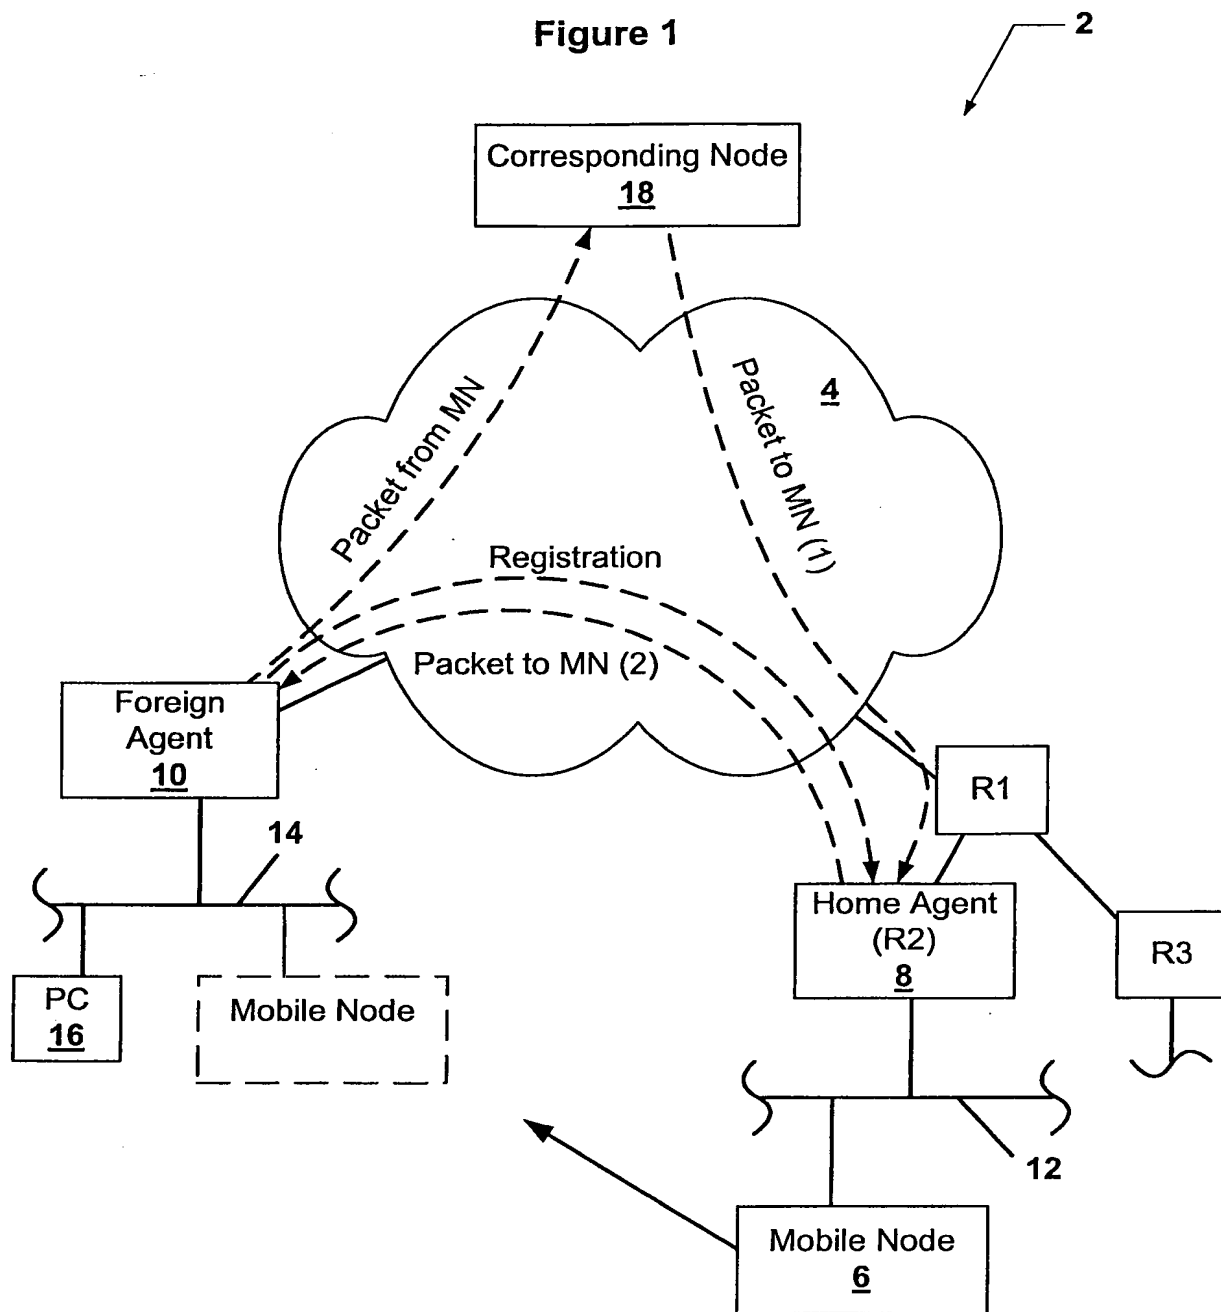 Figure 1
2
Corresponding Node
18
4
Packet from MN
Packet to MN (1)
Registration
Packet to MN (2)
Foreign
Agent
10
R1
14
Home Agent
(R2)
8
R3
PC
16
Mobile Node
12
Mobile Node
6